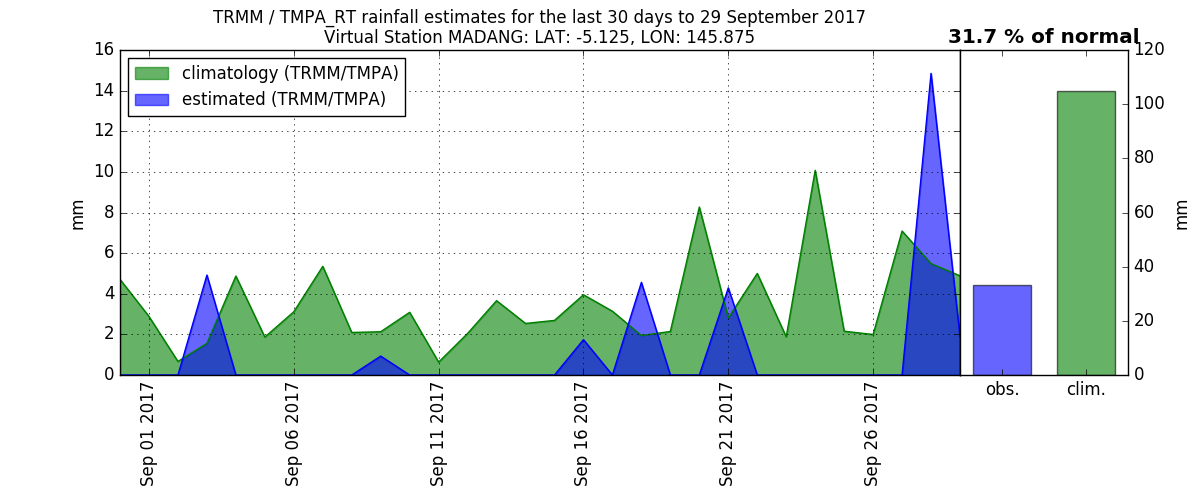 TRMM / TMPA_RT rainfall estimates for the last 30 days to 29 September 2017
Virtual Station MADANG: LAT: -5.125, LON: 145.875
31.7 % of normal
climatology (TRMM/TMPA)
estimated (TRMM/TMPA)
16
14
12
10
8
6
4
2
0
mm
Sep 01 2017
Sep 06 2017
Sep 11 2017
Sep 16 2017
Sep 21 2017
Sep 26 2017
obs.
clim.
120
100
80
60
40
20
0
mm